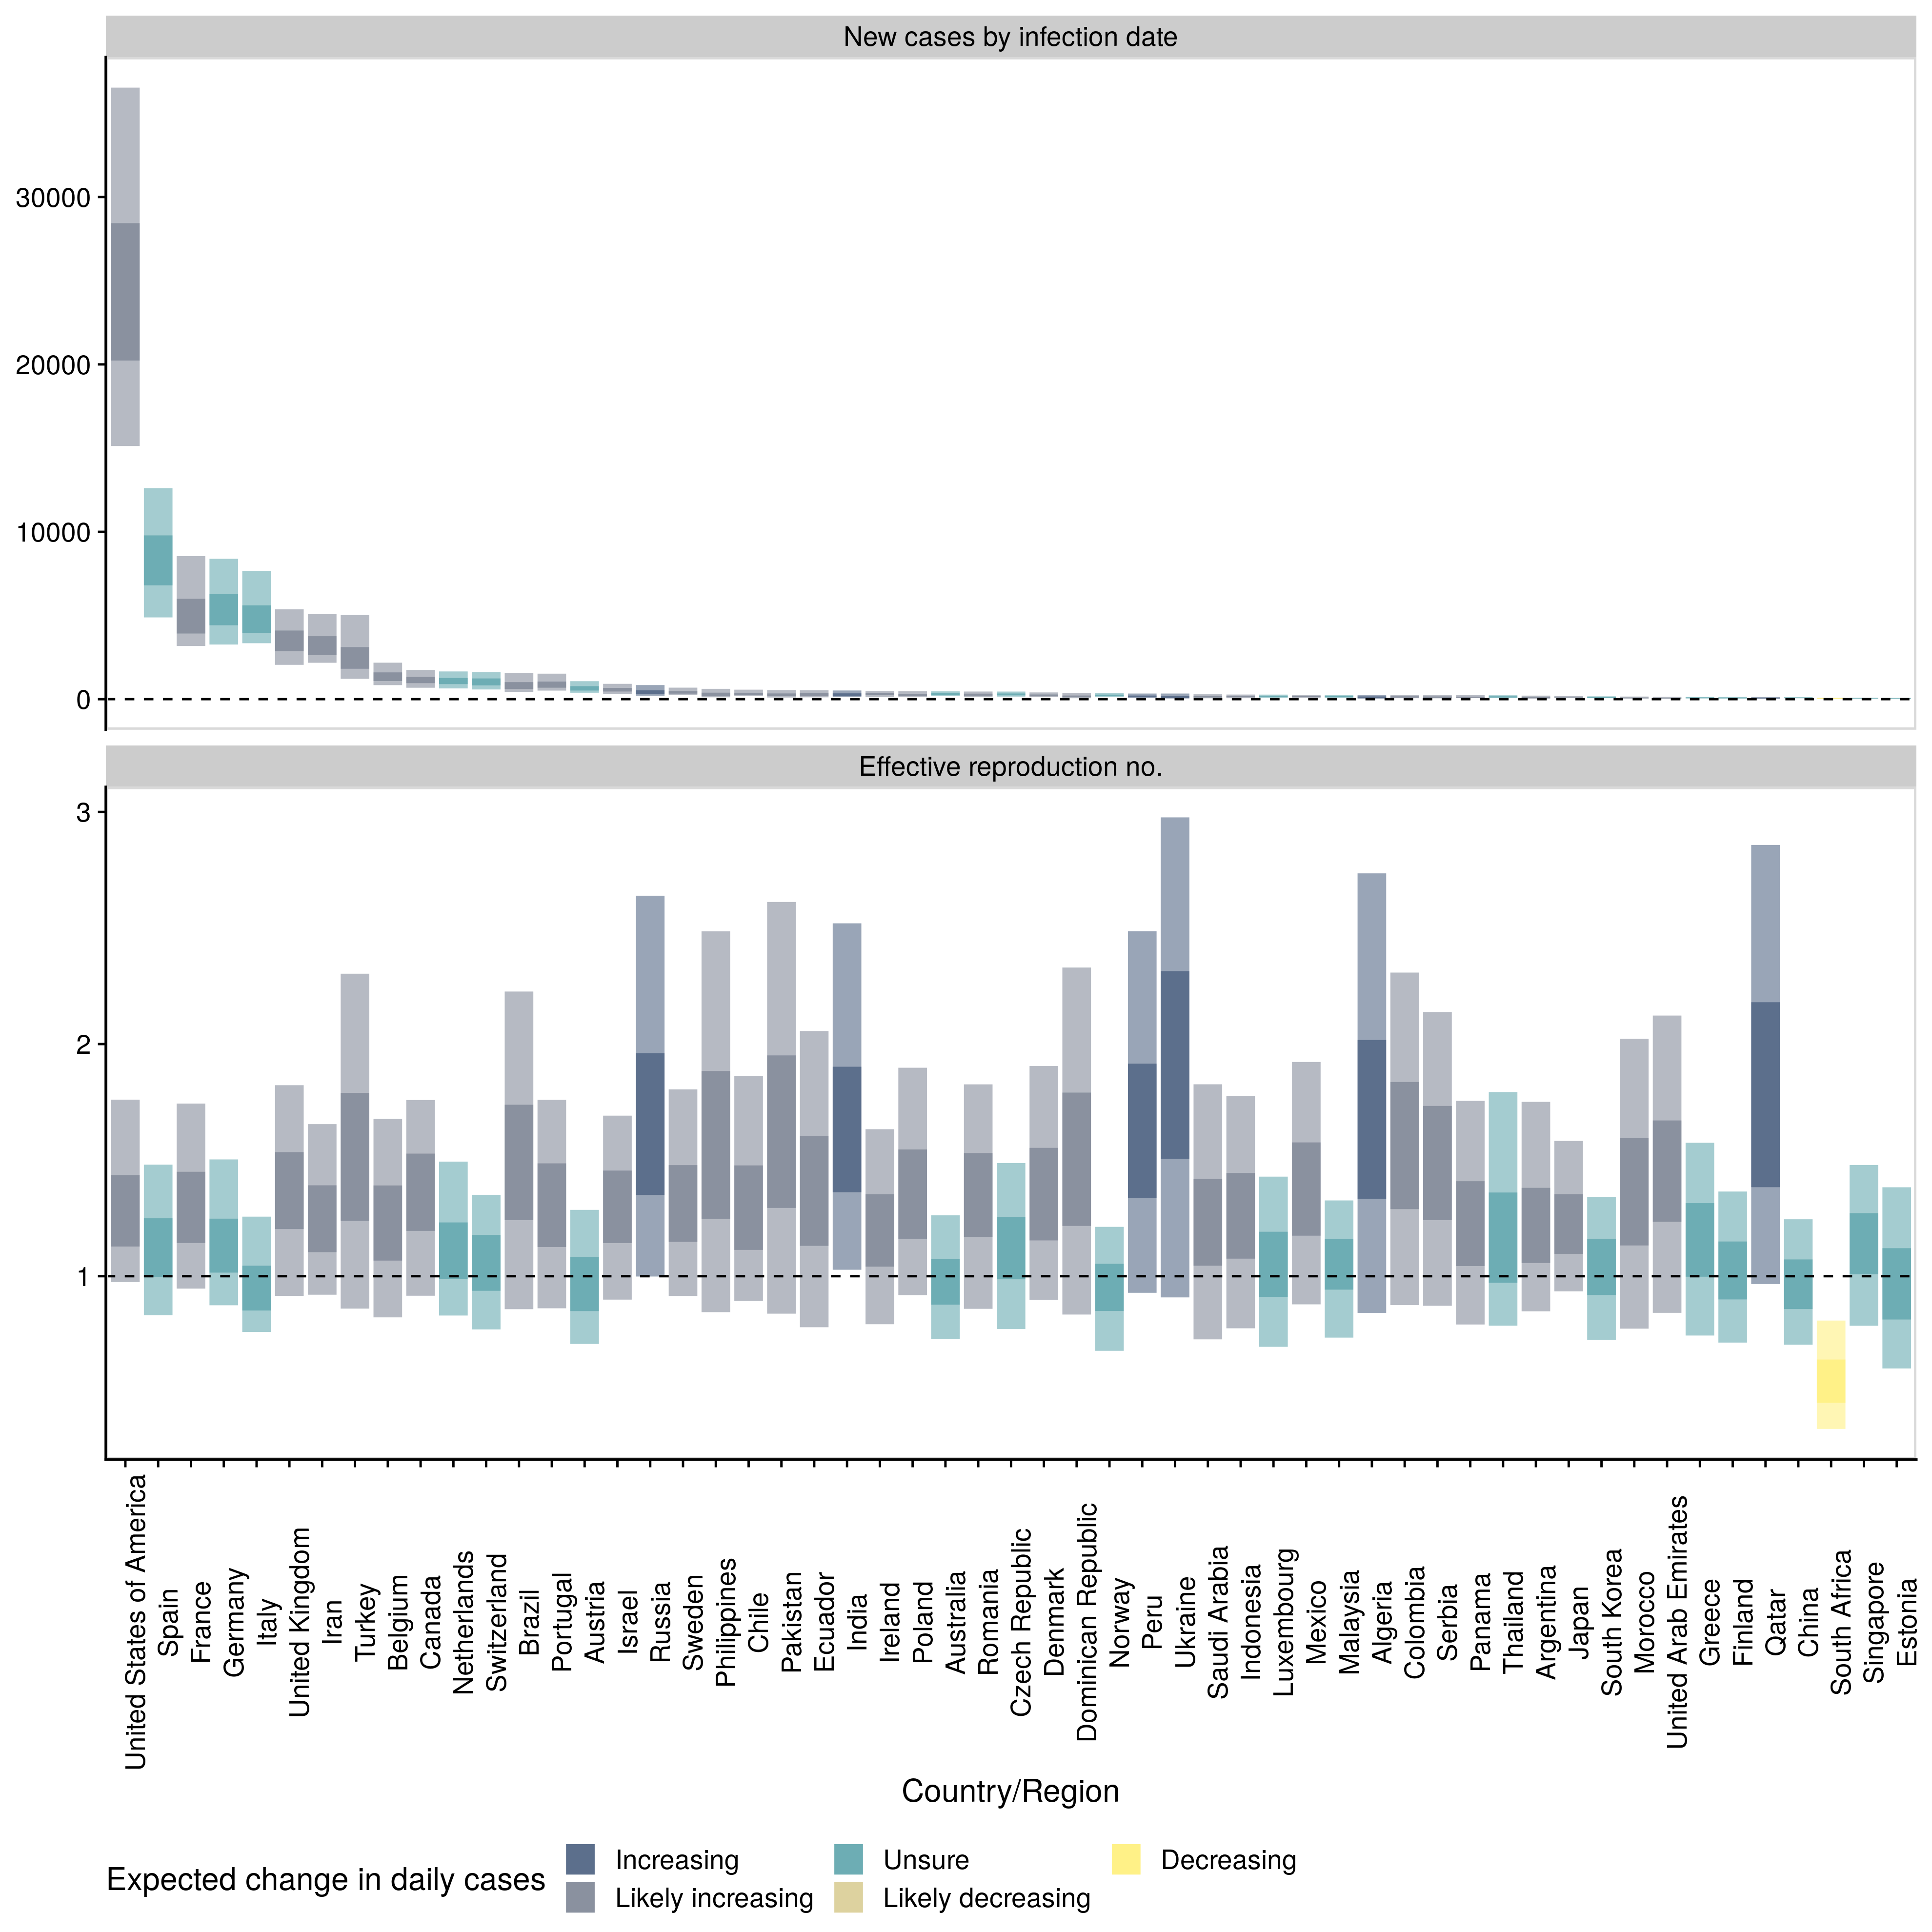 New cases by infection date
30000
20000
10000
0
Effective reproduction no.
3
2
1
United States of America
Spain
France
Germany
Italy
United Kingdom
Iran
Turkey
Belgium
Canada
Netherlands
Switzerland
Brazil
Portugal
Austria
Israel
Russia
Sweden
Philippines
Chile
Pakistan
Ecuador
India
Ireland
Poland
Australia
Romania
Czech Republic
Denmark
Dominican Republic
Norway
Peru
Ukraine
Saudi Arabia
Indonesia
Luxembourg
Mexico
Malaysia
Algeria
Colombia
Serbia
Panama
Thailand
Argentina
Japan
South Korea
Morocco
United Arab Emirates
Greece
Finland
Qatar
China
South Africa
Singapore
Estonia
Country/Region
Expected change in daily cases
Increasing
Likely increasing
Unsure
Likely decreasing
Decreasing